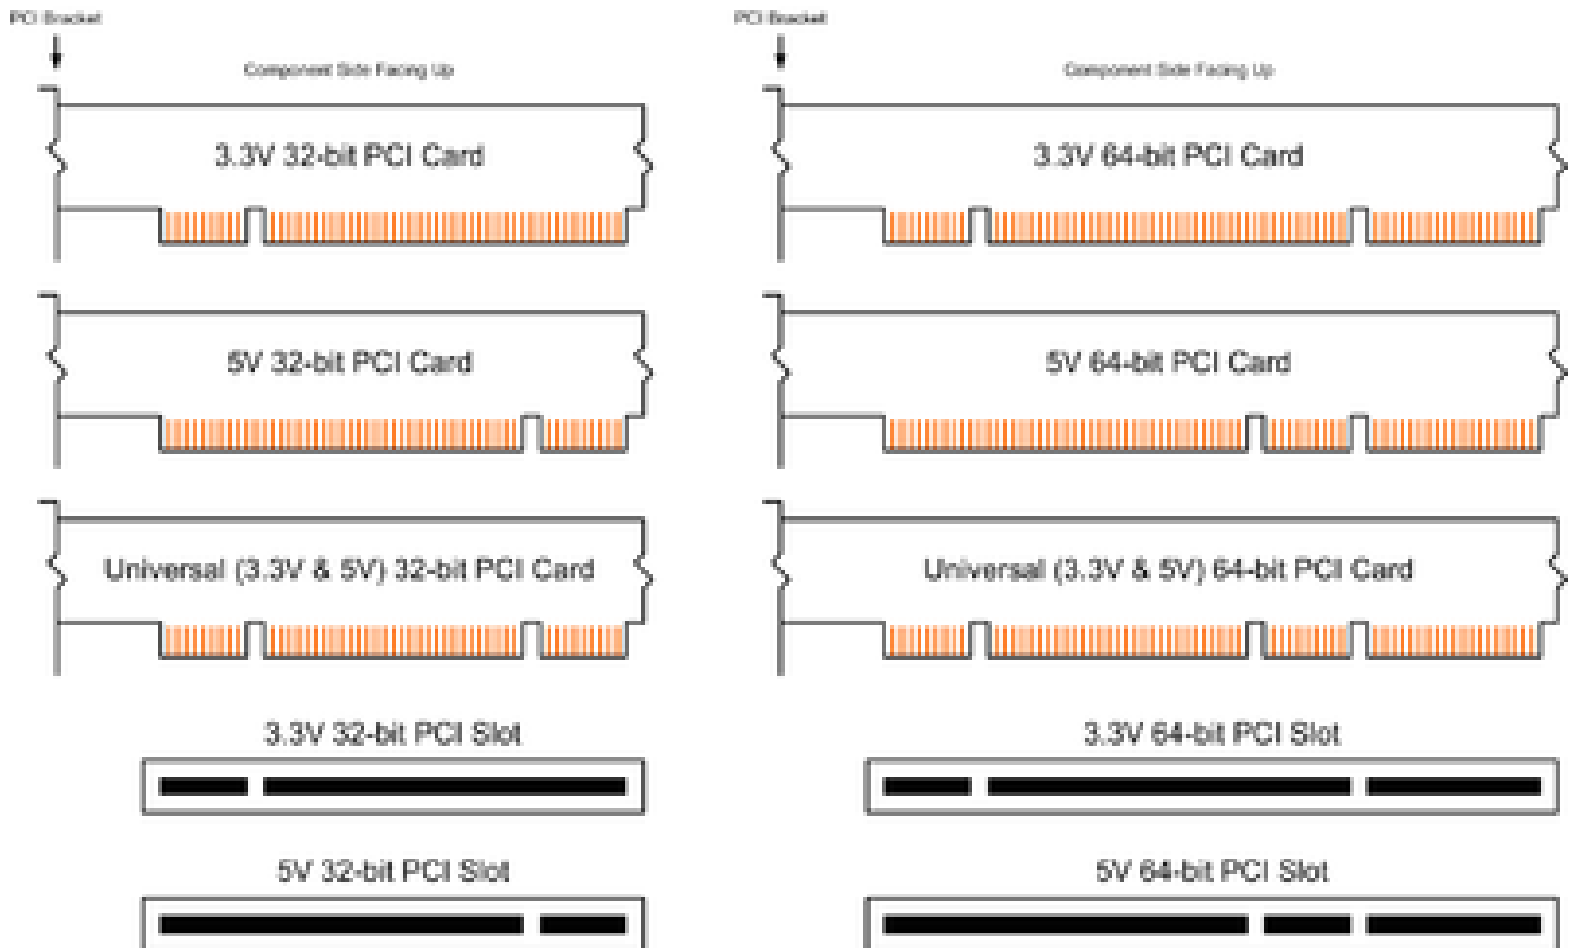 PCI Bracket
PCI Bracket
Component Side Facing Up
Component Side Facing Up
3.3V 32-bit PCI Card
3.3V 64-bit PCI Card
5V 32-bit PCI Card
5V 64-bit PCI Card
Universal (3.3V & 5V) 32-bit PCI Card
Universal (3.3V & 5V) 64-bit PCI Card
3.3V 32-bit PCI Slot
3.3V 64-bit PCI Slot
5V 32-bit PCI Slot
5V 64-bit PCI Slot